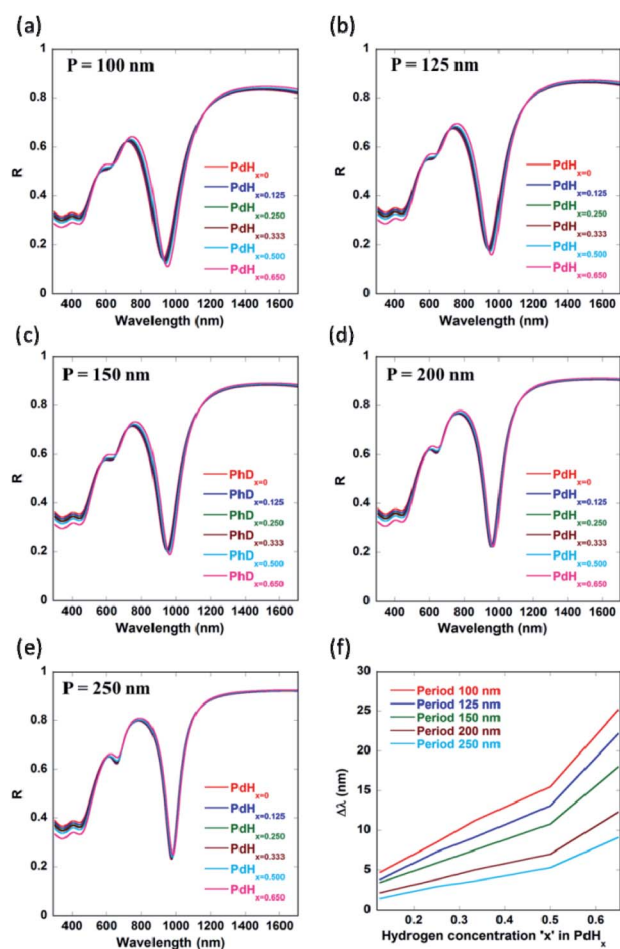 (a)
P = 100 nm
R
1
0.8
0.6
0.4
0.2
0
400 600 800 1000 1200 1400 1600
Wavelength (nm)
PdHx=0
PdHx=0.125
PdHx=0.250
PdHx=0.333
PdHx=0.500
PdHx=0.650
(b)
P = 125 nm
R
1
0.8
0.6
0.4
0.2
0
400 600 800 1000 1200 1400 1600
Wavelength (nm)
PdHx=0
PdHx=0.125
PdHx=0.250
PdHx=0.333
PdHx=0.500
PdHx=0.650
(c)
P = 150 nm
R
1
0.8
0.6
0.4
0.2
0
400 600 800 1000 1200 1400 1600
Wavelength (nm)
PhDx=0
PhDx=0.125
PhDx=0.250
PhDx=0.333
PhDx=0.500
PhDx=0.650
(d)
P = 200 nm
R
1
0.8
0.6
0.4
0.2
0
400 600 800 1000 1200 1400 1600
Wavelength (nm)
PdHx=0
PdHx=0.125
PdHx=0.250
PdHx=0.333
PdHx=0.500
PdHx=0.650
(e)
P = 250 nm
R
1
0.8
0.6
0.4
0.2
0
400 600 800 1000 1200 1400 1600
Wavelength (nm)
PdHx=0
PdHx=0.125
PdHx=0.250
PdHx=0.333
PdHx=0.500
PdHx=0.650
(f)
Δλ (nm)
30
25
20
15
10
5
0
Period 100 nm
Period 125 nm
Period 150 nm
Period 200 nm
Period 250 nm
0.2 0.3 0.4 0.5 0.6
Hydrogen concentration 'x' in PdHx